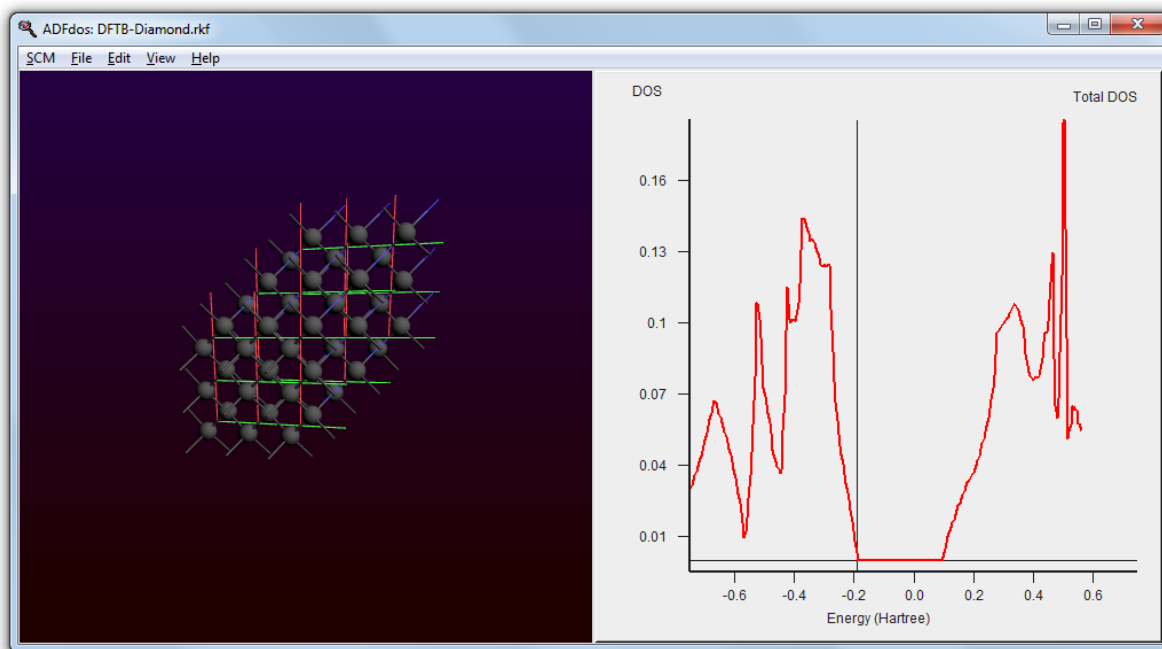 ADFdos: DFTB-Diamond.rkf
SCM File Edit View Help
DOS
Total DOS
0.16
0.13
0.1
0.07
0.04
0.01
-0.6 -0.4 -0.2 0.0 0.2 0.4 0.6
Energy (Hartree)